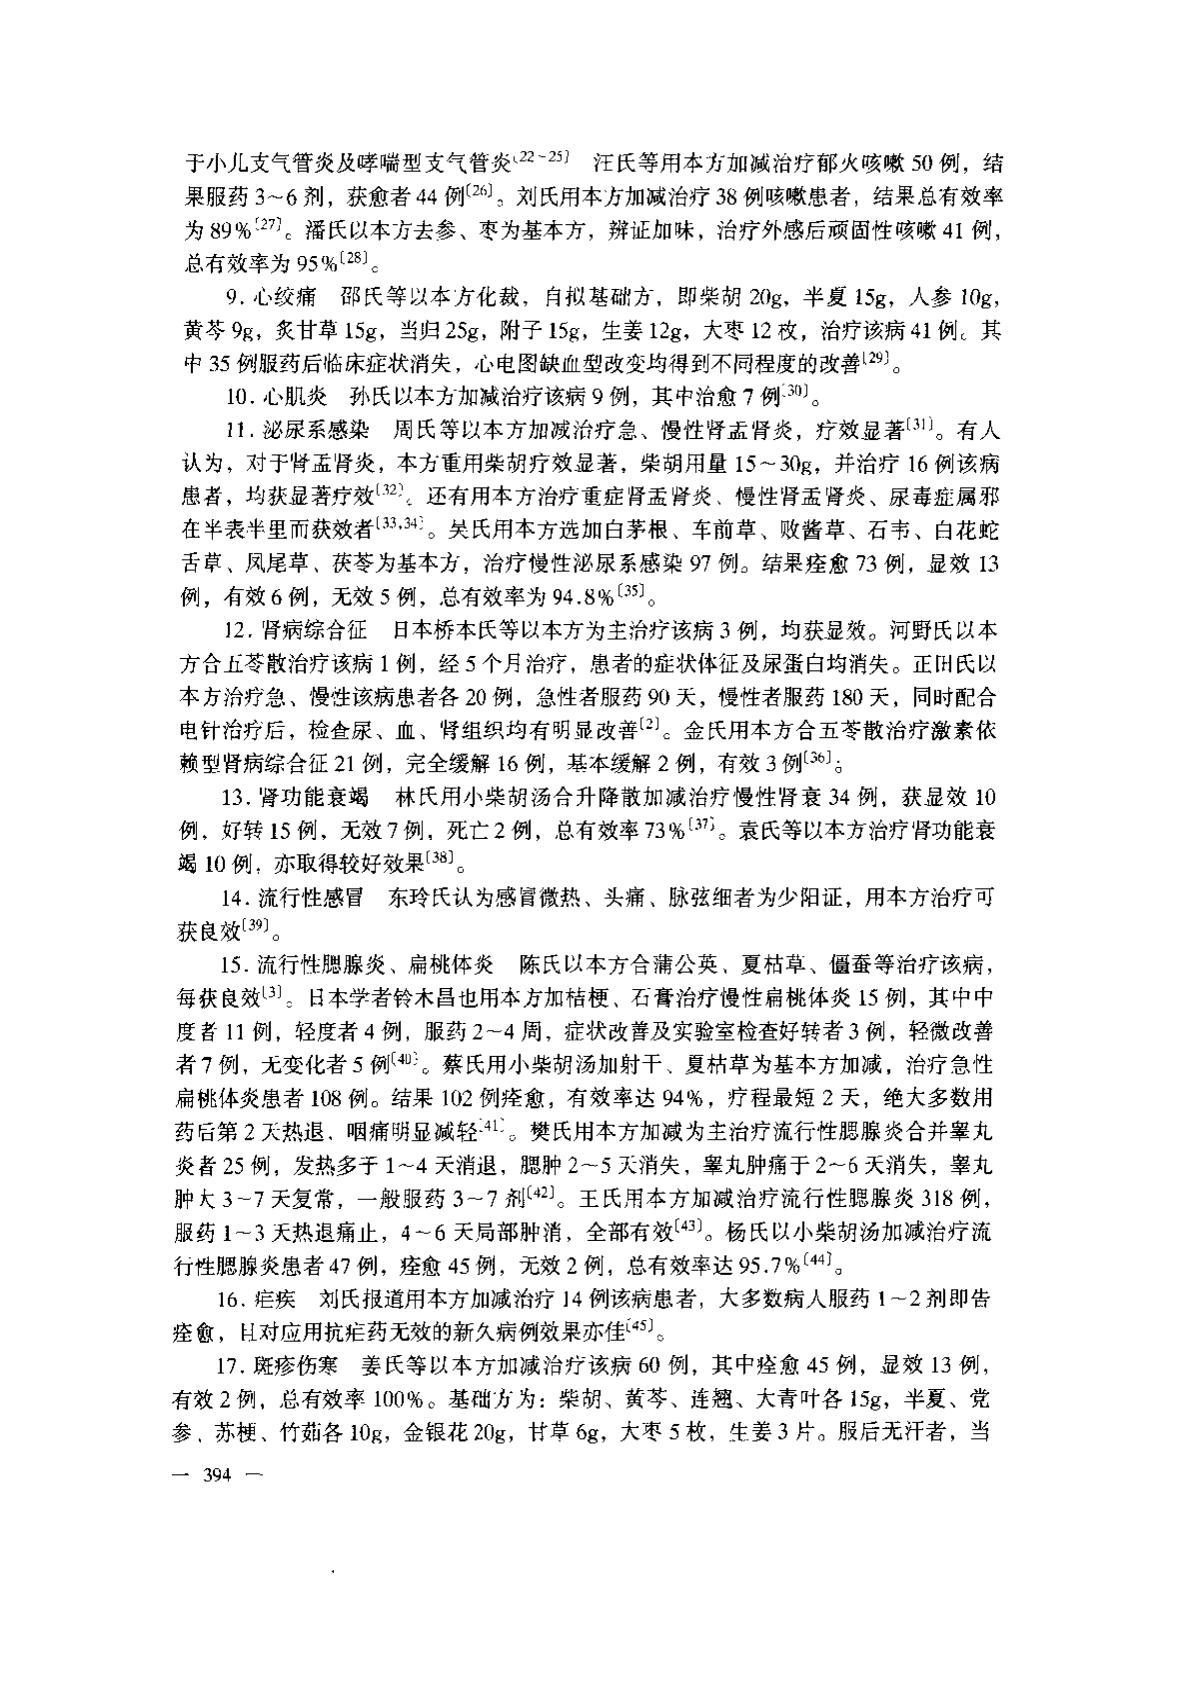 于小儿支气管炎及哮喘型支气管炎〔22~25〕　汪氏等用本方加减治疗郁火咳嗽 50 例，结
果服药 3~6 剂，获愈者 44 例〔26〕。刘氏用本方加减治疗 38 例咳嗽患者，结果总有效率
为 89%〔27〕。潘氏以本方去参、枣为基本方，辨证加味，治疗外感后顽固性咳嗽 41 例，
总有效率为 95%〔28〕。
9. 心绞痛　邵氏等以本方化裁，自拟基础方，即柴胡 20g，半夏 15g，人参 10g，
黄芩 9g，炙甘草 15g，当归 25g，附子 15g，生姜 12g，大枣 12 枚，治疗该病 41 例。其
中 35 例服药后临床症状消失，心电图缺血型改变均得到不同程度的改善〔29〕。
10. 心肌炎　孙氏以本方加减治疗该病 9 例，其中治愈 7 例〔30〕。
11. 泌尿系感染　周氏等以本方加减治疗急、慢性肾盂肾炎，疗效显著〔31〕。有人
认为，对于肾盂肾炎，本方重用柴胡疗效显著，柴胡用量 15~30g，并治疗 16 例该病
患者，均获显著疗效〔32〕。还有用本方治疗重症肾盂肾炎、慢性肾盂肾炎、尿毒症属邪
在半表半里而获效者〔33,34〕。吴氏用本方选加白茅根、车前草、败酱草、石韦、白花蛇
舌草、凤尾草、茯苓为基本方，治疗慢性泌尿系感染 97 例。结果痊愈 73 例，显效 13
例，有效 6 例，无效 5 例，总有效率为 94.8%〔35〕。
12. 肾病综合征　日本桥本氏等以本方为主治疗该病 3 例，均获显效。河野氏以本
方合五苓散治疗该病 1 例，经 5 个月治疗，患者的症状体征及尿蛋白均消失。正田氏以
本方治疗急、慢性该病患者各 20 例，急性者服药 90 天，慢性者服药 180 天，同时配合
电针治疗后，检查尿、血、肾组织均有明显改善〔2〕。金氏用本方合五苓散治疗激素依
赖型肾病综合征 21 例，完全缓解 16 例，基本缓解 2 例，有效 3 例〔36〕。
13. 肾功能衰竭　林氏用小柴胡汤合升降散加减治疗慢性肾衰 34 例，获显效 10
例，好转 15 例，无效 7 例，死亡 2 例，总有效率 73%〔37〕。袁氏等以本方治疗肾功能衰
竭 10 例，亦取得较好效果〔38〕。
14. 流行性感冒　东玲氏认为感冒微热、头痛、脉弦细者为少阳证，用本方治疗可
获良效〔39〕。
15. 流行性腮腺炎、扁桃体炎　陈氏以本方合蒲公英、夏枯草、僵蚕等治疗该病，
每获良效〔3〕。日本学者铃木昌也用本方加桔梗、石膏治疗慢性扁桃体炎 15 例，其中中
度者 11 例，轻度者 4 例，服药 2~4 周，症状改善及实验室检查好转者 3 例，轻微改善
者 7 例，无变化者 5 例〔40〕。蔡氏用小柴胡汤加射干、夏枯草为基本方加减，治疗急性
扁桃体炎患者 108 例。结果 102 例痊愈，有效率达 94%，疗程最短 2 天，绝大多数用
药后第 2 天热退、咽痛明显减轻〔41〕。樊氏用本方加减为主治疗流行性腮腺炎合并睾丸
炎者 25 例，发热多于 1~4 天消退，腮肿 2~5 天消失，睾丸肿痛于 2~6 天消失，睾丸
肿大 3~7 天复常，一般服药 3~7 剂〔42〕。王氏用本方加减治疗流行性腮腺炎 318 例，
服药 1~3 天热退痛止，4~6 天局部肿消，全部有效〔43〕。杨氏以小柴胡汤加减治疗流
行性腮腺炎患者 47 例，痊愈 45 例，无效 2 例，总有效率达 95.7%〔44〕。
16. 疟疾　刘氏报道用本方加减治疗 14 例该病患者，大多数病人服药 1~2 剂即告
痊愈，且对应用抗疟药无效的新久病例效果亦佳〔45〕。
17. 斑疹伤寒　姜氏等以本方加减治疗该病 60 例，其中痊愈 45 例，显效 13 例，
有效 2 例，总有效率 100%。基础方为：柴胡、黄芩、连翘、大青叶各 15g，半夏、党
参、苏梗、竹茹各 10g，金银花 20g，甘草 6g，大枣 5 枚，生姜 3 片。服后无汗者，当
— 394 —